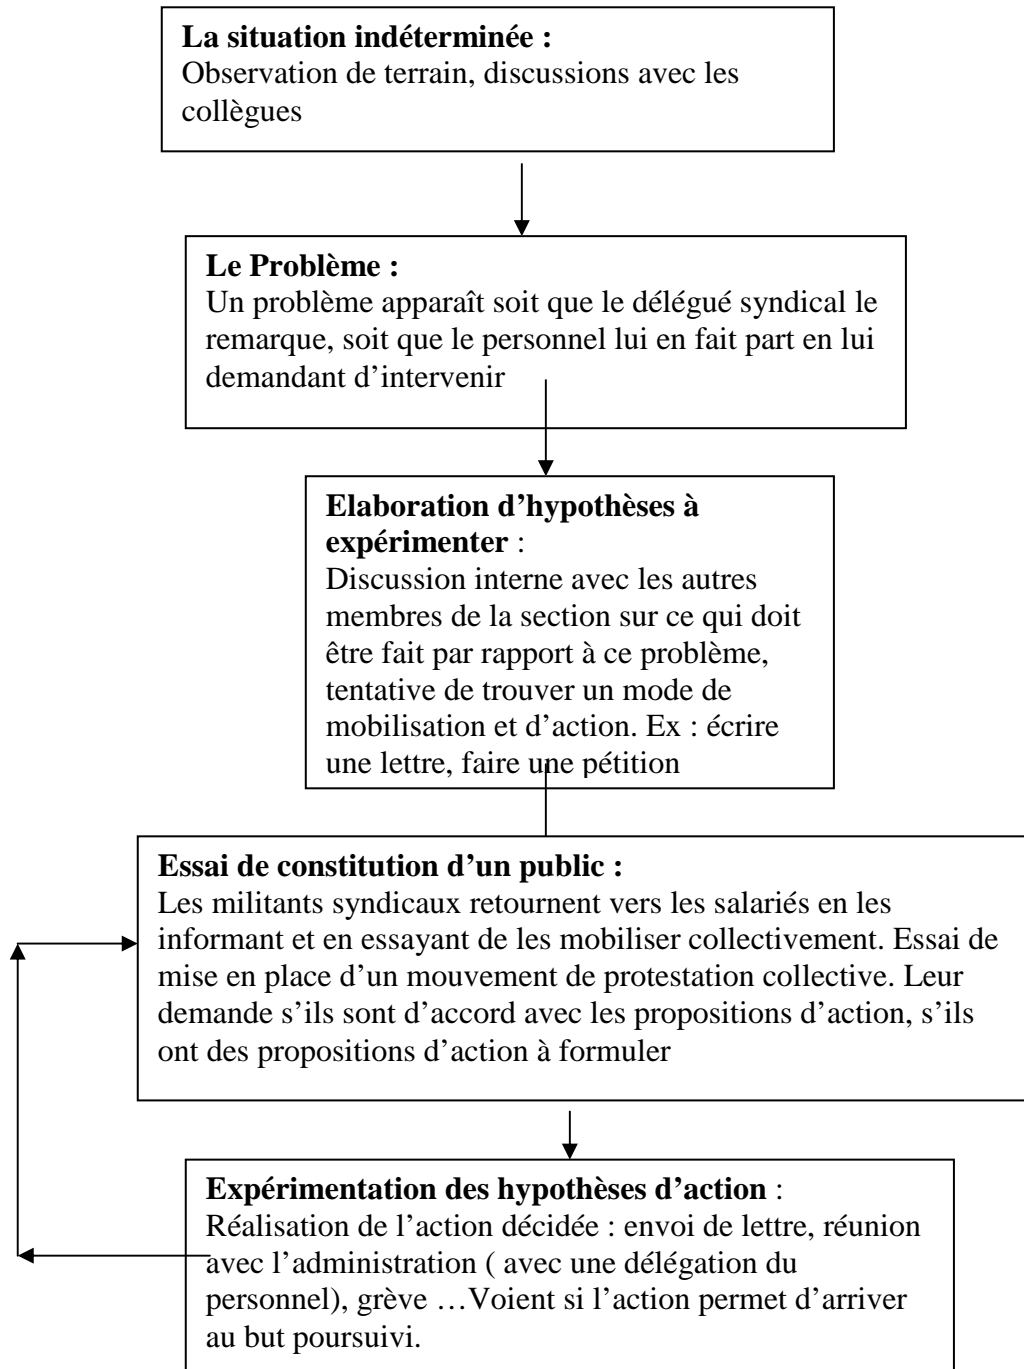 La situation indéterminée :
Observation de terrain, discussions avec les
collègues
Le Problème :
Un problème apparaît soit que le délégué syndical le
remarque, soit que le personnel lui en fait part en lui
demandant d’intervenir
Elaboration d’hypothèses à
expérimenter :
Discussion interne avec les autres
membres de la section sur ce qui doit
être fait par rapport à ce problème,
tentative de trouver un mode de
mobilisation et d’action. Ex : écrire
une lettre, faire une pétition
Essai de constitution d’un public :
Les militants syndicaux retournent vers les salariés en les
informant et en essayant de les mobiliser collectivement. Essai de
mise en place d’un mouvement de protestation collective. Leur
demande s’ils sont d’accord avec les propositions d’action, s’ils
ont des propositions d’action à formuler
Expérimentation des hypothèses d’action :
Réalisation de l’action décidée : envoi de lettre, réunion
avec l’administration ( avec une délégation du
personnel), grève …Voient si l’action permet d’arriver
au but poursuivi.